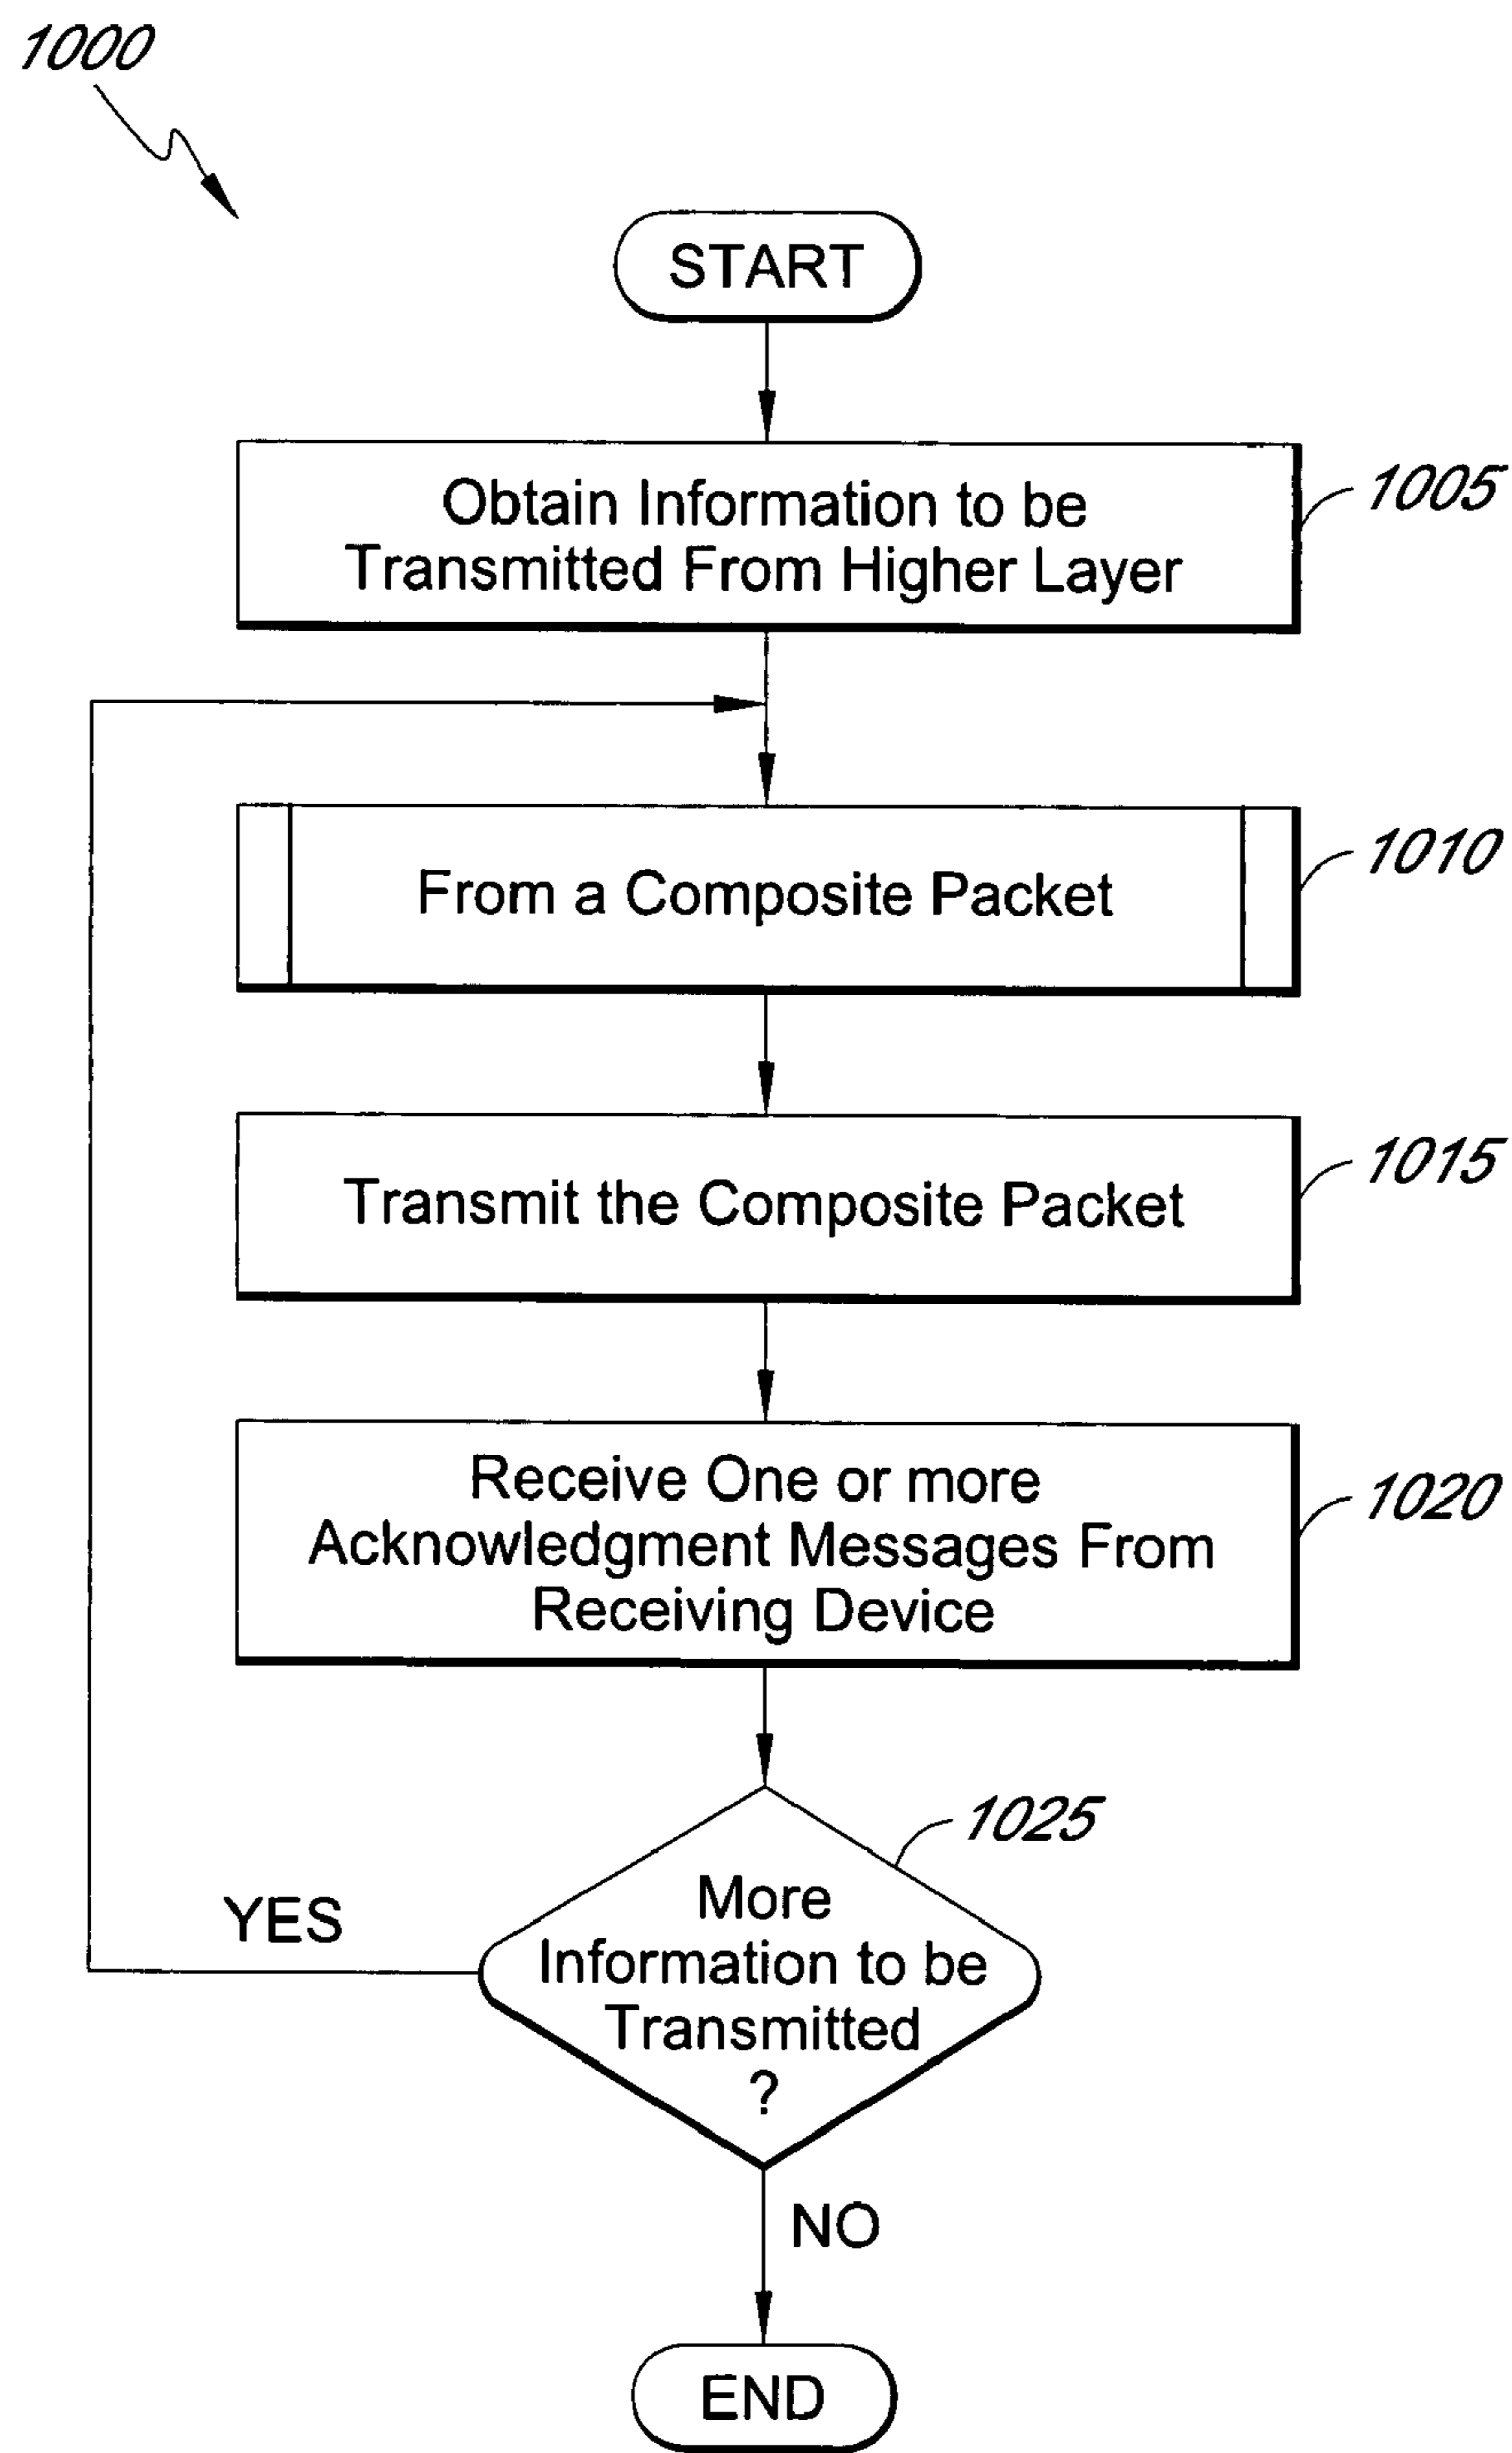 1000
START
Obtain Information to be
Transmitted From Higher Layer
1005
From a Composite Packet
1010
Transmit the Composite Packet
1015
Receive One or more
Acknowledgment Messages From
Receiving Device
1020
1025
More
Information to be
Transmitted
?
YES
NO
END